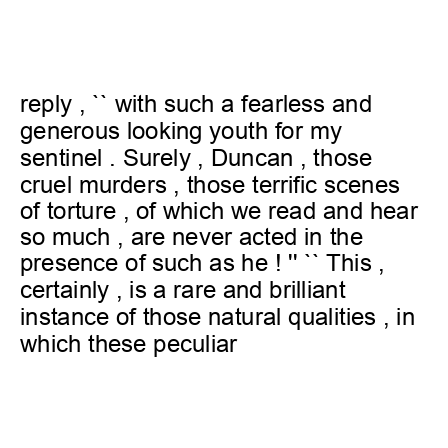 reply , `` with such a fearless and
generous looking youth for my
sentinel . Surely , Duncan , those
cruel murders , those terrific scenes
of torture , of which we read and hear
so much , are never acted in the
presence of such as he ! '' `` This ,
certainly , is a rare and brilliant
instance of those natural qualities , in
which these peculiar